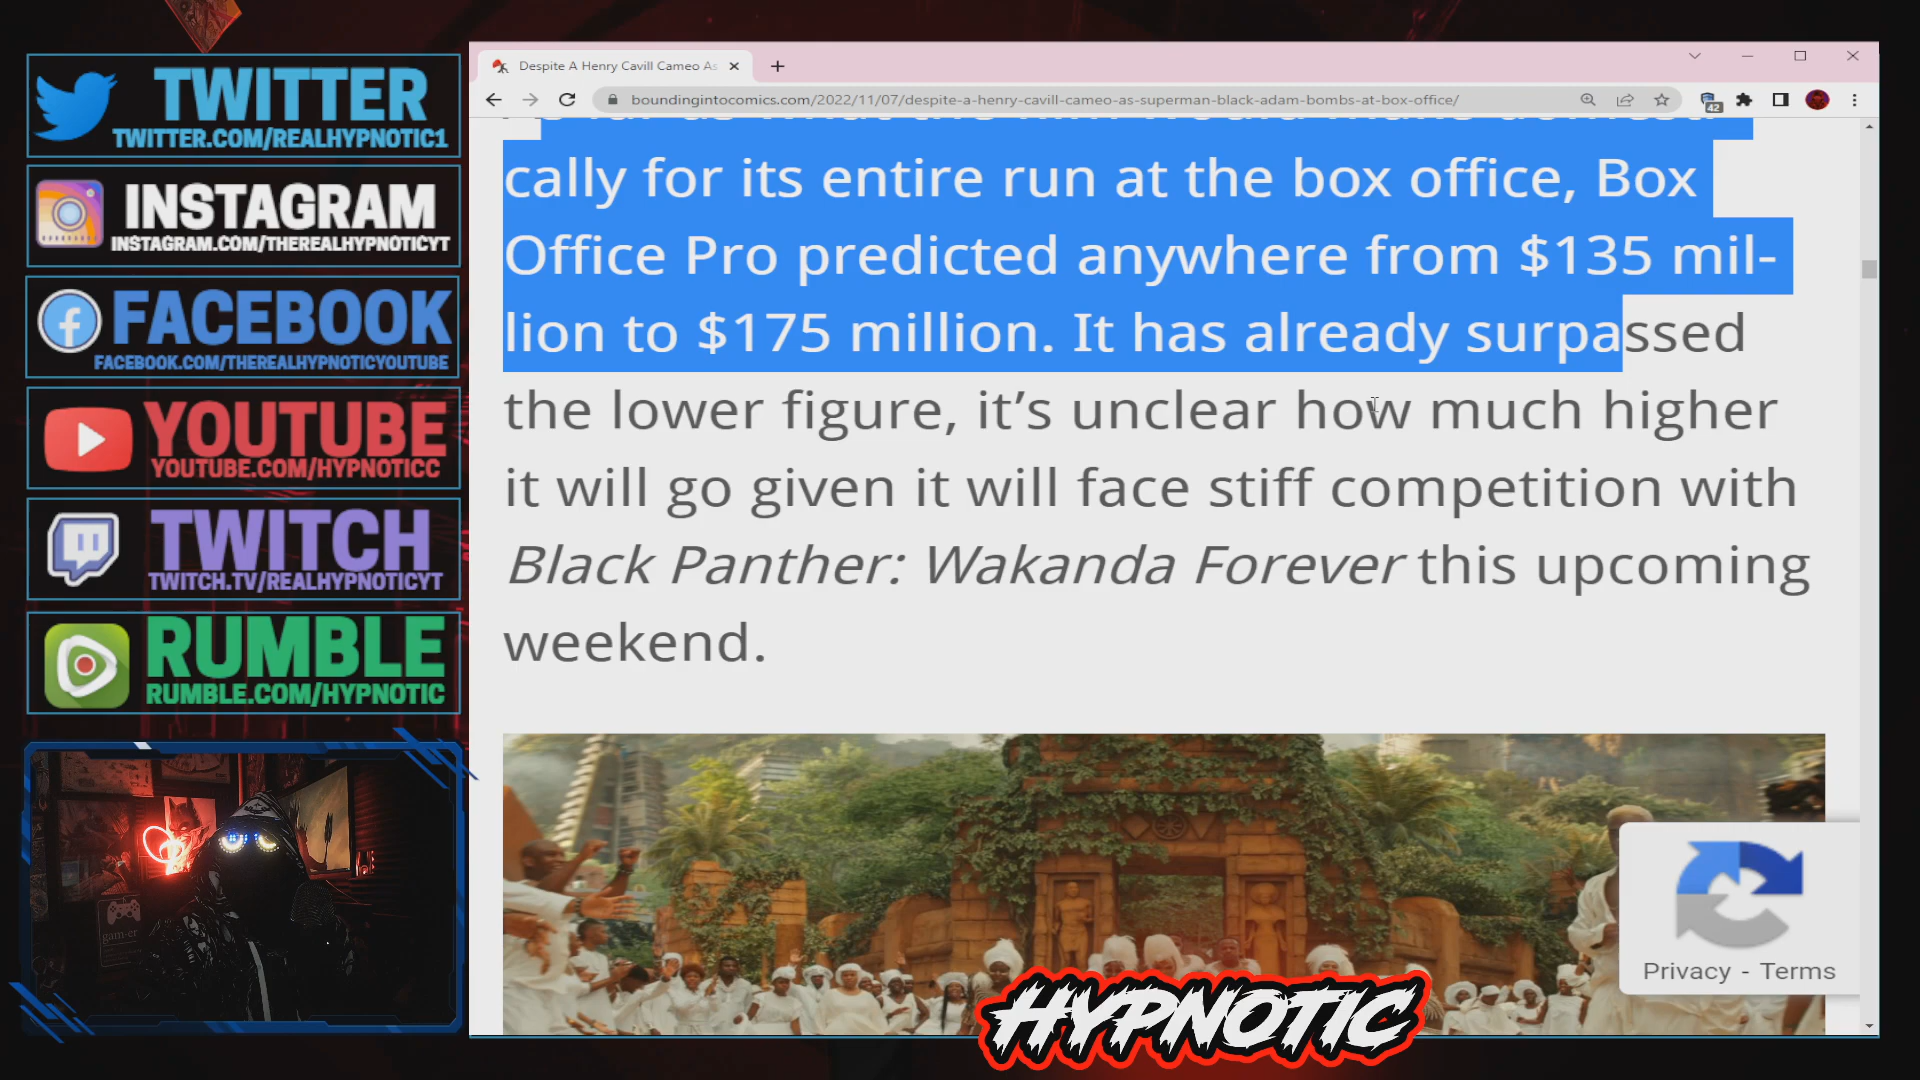 TWITTER
TWITTER.COM/REALHYPNOTIC1
INSTAGRAM
INSTAGRAM.COM/THEREALHYPNOTICYT
FACEBOOK
FACEBOOK.COM/THEREALHYPNOTICYOUTUBE
YOUTUBE
YOUTUBE.COM/HYPNOTICC
TWITCH
TWITCH.TV/REALHYPNOTICYT
RUMBLE
RUMBLE.COM/HYPNOTIC
gam·er
Despite A Henry Cavill Cameo As
boundingintocomics.com/2022/11/07/despite-a-henry-cavill-cameo-as-superman-black-adam-bombs-at-box-office/
42
cally for its entire run at the box office, Box
Office Pro predicted anywhere from $135 mil-
lion to $175 million. It has already surpassed
the lower figure, it's unclear how much higher
it will go given it will face stiff competition with
Black Panther: Wakanda Forever this upcoming
weekend.
Privacy - Terms
HYPNOTIC